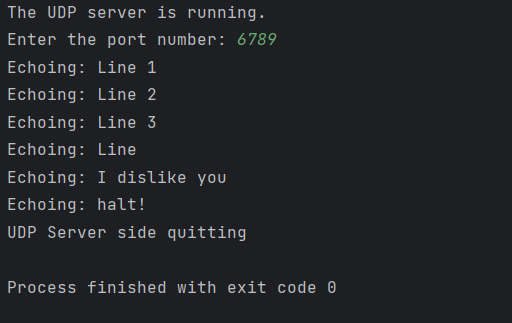 The UDP server is running.
Enter the port number: 6789
Echoing: Line 1
Echoing: Line 2
Echoing: Line 3
Echoing: Line
Echoing: I dislike you
Echoing: halt!
UDP Server side quitting
Process finished with exit code 0